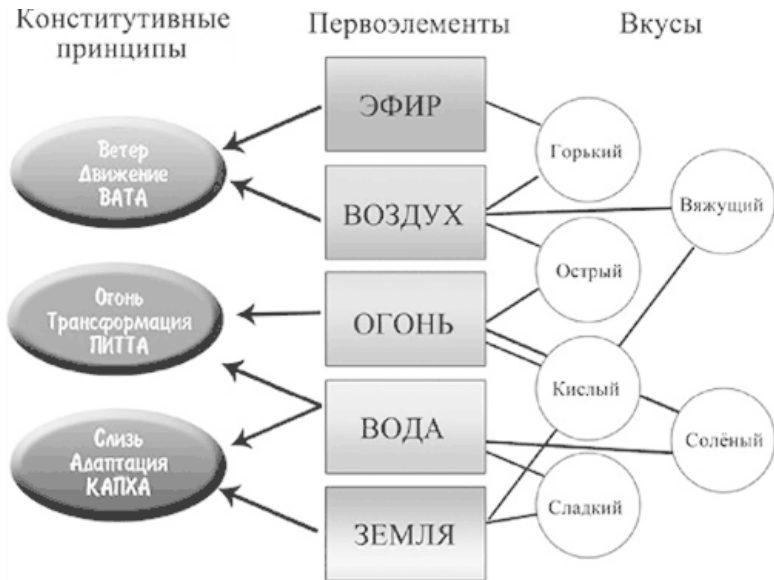 Конститутивные
принципы
Первоэлементы
Вкусы
Ветер
Движение
ВАТА
Огонь
Трансформация
ПИТТА
Слизь
Адаптация
КАПХА
ЭФИР
ВОЗДУХ
ОГОНЬ
ВОДА
ЗЕМЛЯ
Горький
Вяжущий
Острый
Кислый
Солёный
Сладкий